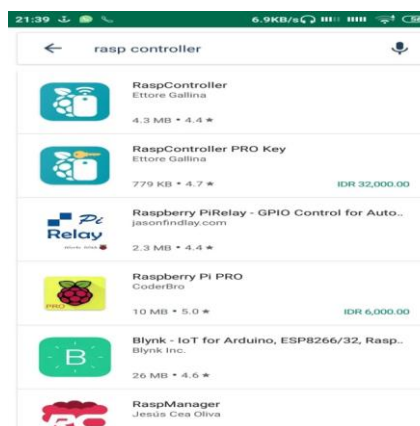 21:39 6.9KB/s 58
rasp controller
RaspController
Ettore Gallina
4.3 MB • 4.4 ★
RaspController PRO Key
Ettore Gallina
779 KB • 4.7 ★ IDR 32,000.00
Pi
Relay
Raspberry PiRelay - GPIO Control for Auto..
jasonfindlay.com
2.3 MB • 4.4 ★
PRO
Raspberry Pi PRO
CoderBro
10 MB • 5.0 ★ IDR 6,000.00
B
Blynk - IoT for Arduino, ESP8266/32, Rasp..
Blynk Inc.
26 MB • 4.6 ★
RaspManager
Jesús Cea Oliva